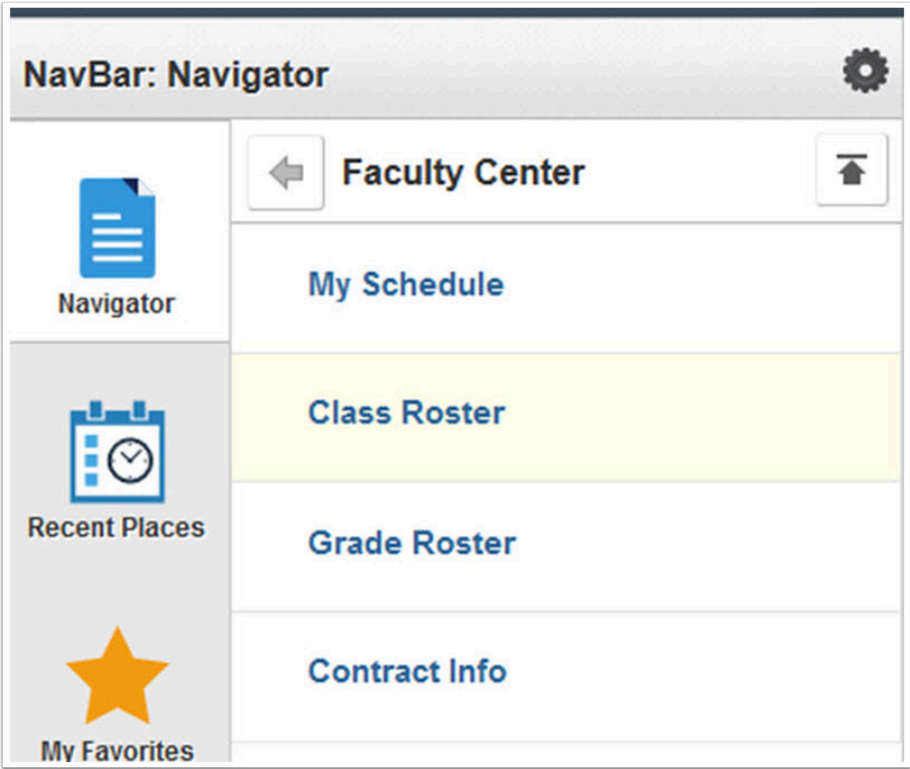 NavBar: Navigator
Faculty Center
Navigator
My Schedule
Class Roster
Recent Places
Grade Roster
My Favorites
Contract Info